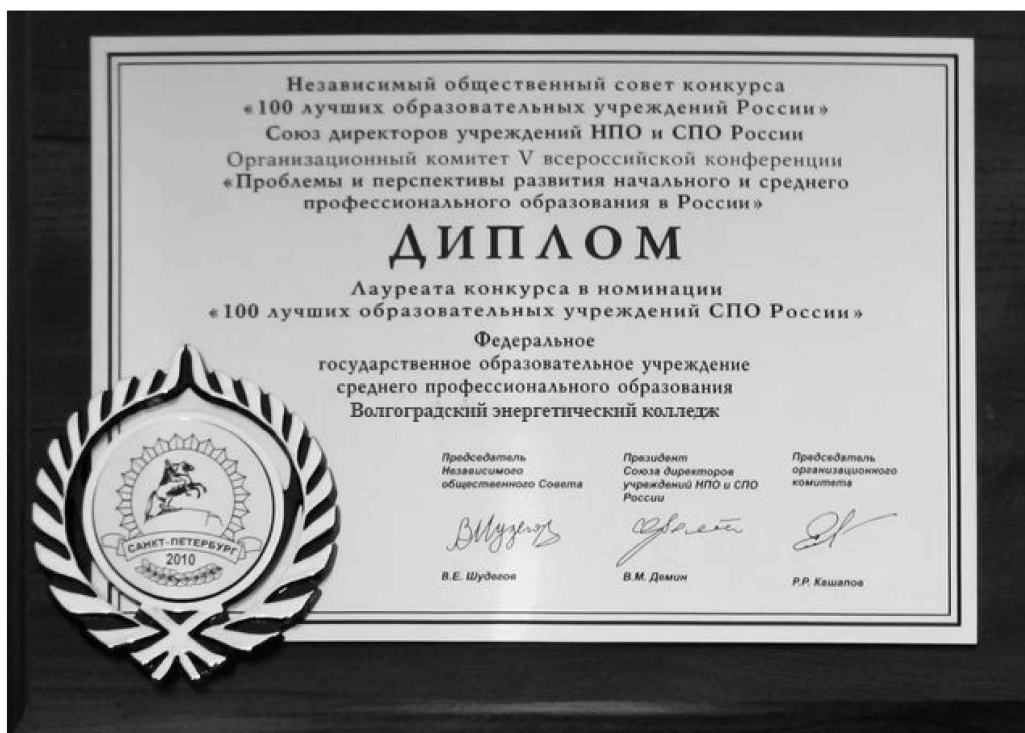 Независимый общественный совет конкурса
«100 лучших образовательных учреждений России»
Союз директоров учреждений НПО и СПО России
Организационный комитет V всероссийской конференции
«Проблемы и перспективы развития начального и среднего
профессионального образования в России»
ДИПЛОМ
Лауреата конкурса в номинации
«100 лучших образовательных учреждений СПО России»
Федеральное
государственное образовательное учреждение
среднего профессионального образования
Волгоградский энергетический колледж
Председатель
Независимого
общественного Совета
В.Е. Шудегов
Президент
Союза директоров
учреждений НПО и СПО
России
В.М. Демин
Председатель
организационного
комитета
Р.Р. Кашапов
САНКТ-ПЕТЕРБУРГ
2010